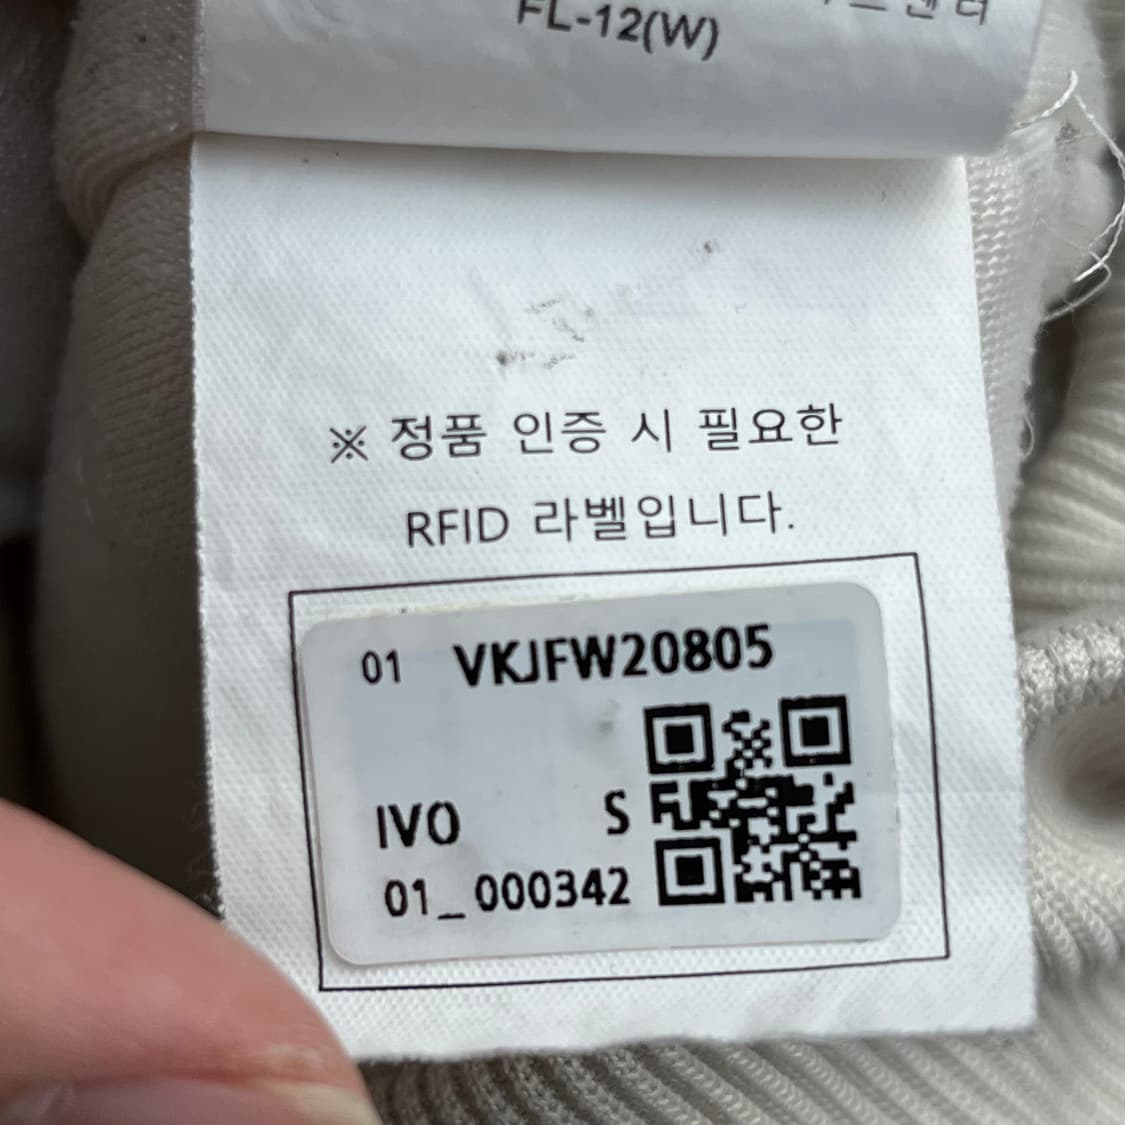 FL-12(W)
※ 정품 인증 시 필요한
RFID 라벨입니다.
01 VKJFW20805
IVO S
01_000342